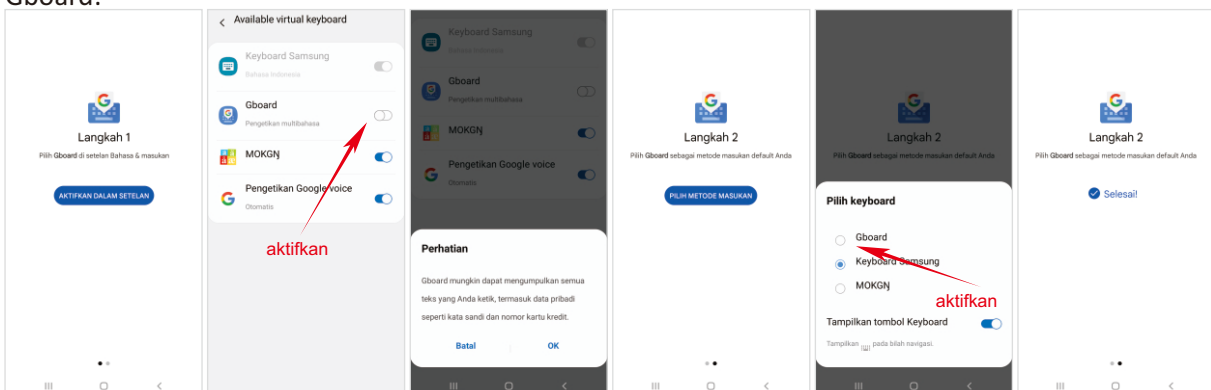 Gboard.
Langkah 1
Pilih Gboard di setelan Bahasa & masukan
AKTIFKAN DALAM SETELAN
Available virtual keyboard
Keyboard Samsung
Bahasa Indonesia
Gboard
Pengetikan multibahasa
MOKGŊ
Pengetikan Google voice
Otomatis
aktifkan
Keyboard Samsung
Bahasa Indonesia
Gboard
Pengetikan multibahasa
MOKGŊ
Pengetikan Google voice
Otomatis
Perhatian
Gboard mungkin dapat mengumpulkan semua
teks yang Anda ketik, termasuk data pribadi
seperti kata sandi dan nomor kartu kredit.
Batal
OK
Langkah 2
Pilih Gboard sebagai metode masukan default Anda
PILIH METODE MASUKAN
Langkah 2
Pilih Gboard sebagai metode masukan default Anda
Pilih keyboard
Gboard
Keyboard Samsung
MOKGŊ
aktifkan
Tampilkan tombol Keyboard
Tampilkan pada bilah navigasi.
Langkah 2
Pilih Gboard sebagai metode masukan default Anda
Selesai!